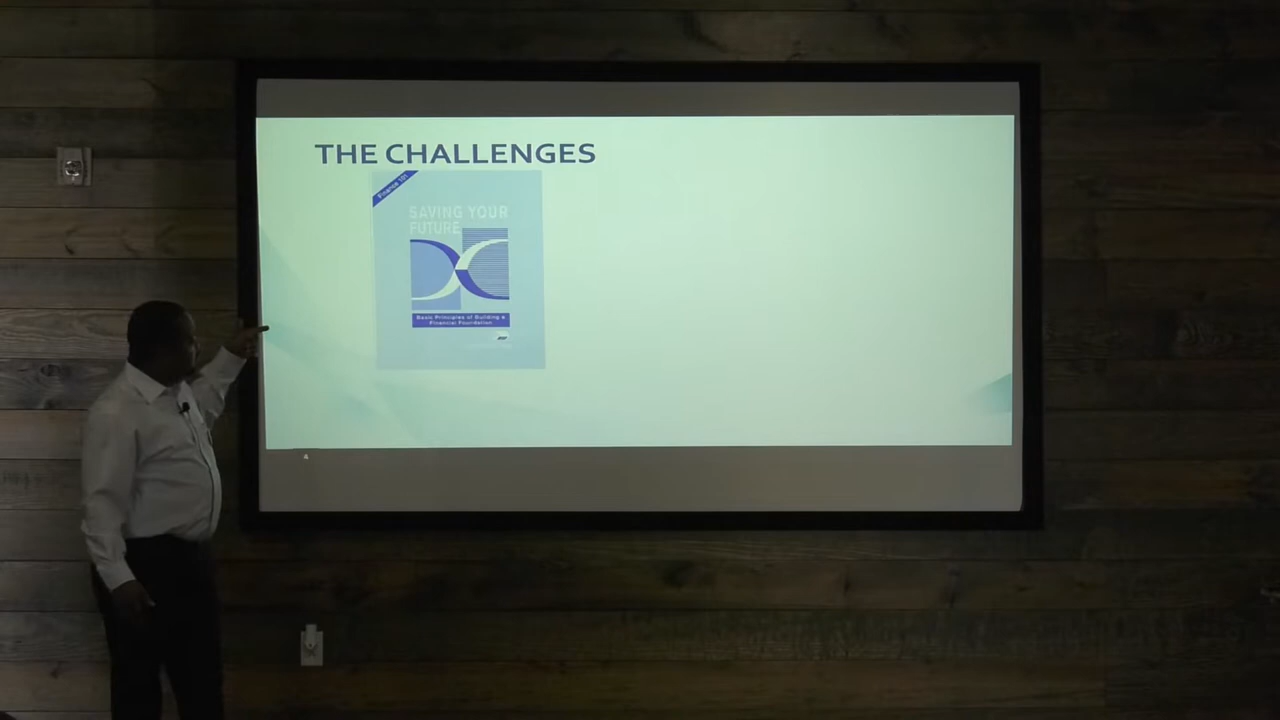 THE CHALLENGES
Finance 101
SAVING YOUR
FUTURE
Basic Principles of Building a
Financial Foundation